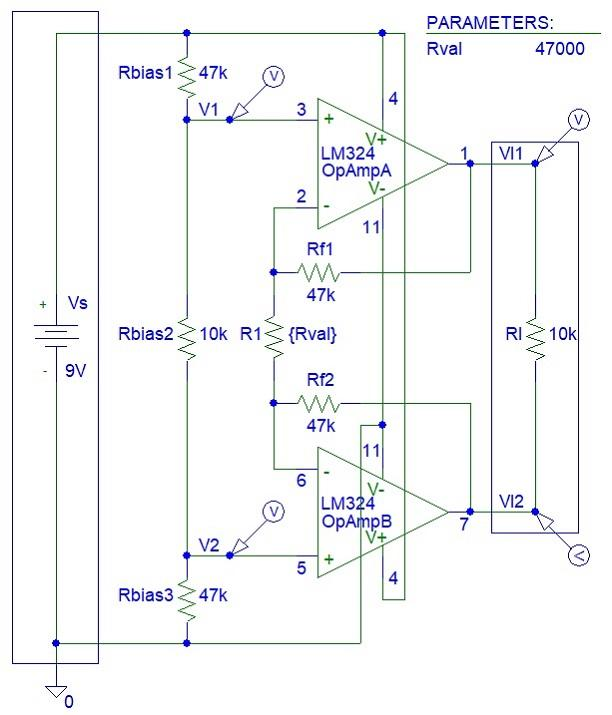 PARAMETERS:
Rval 47000
Rbias1 47k
V
V1
3
+
4
V+
LM324
OpAmpA
V-
1
Vl1
V
2
-
11
Rf1
47k
+
Vs
-
9V
Rbias2 10k
R1 {Rval}
Rl 10k
Rf2
47k
11
6
-
V-
LM324
OpAmpB
V+
7
Vl2
V
V
V2
5
+
4
Rbias3 47k
0